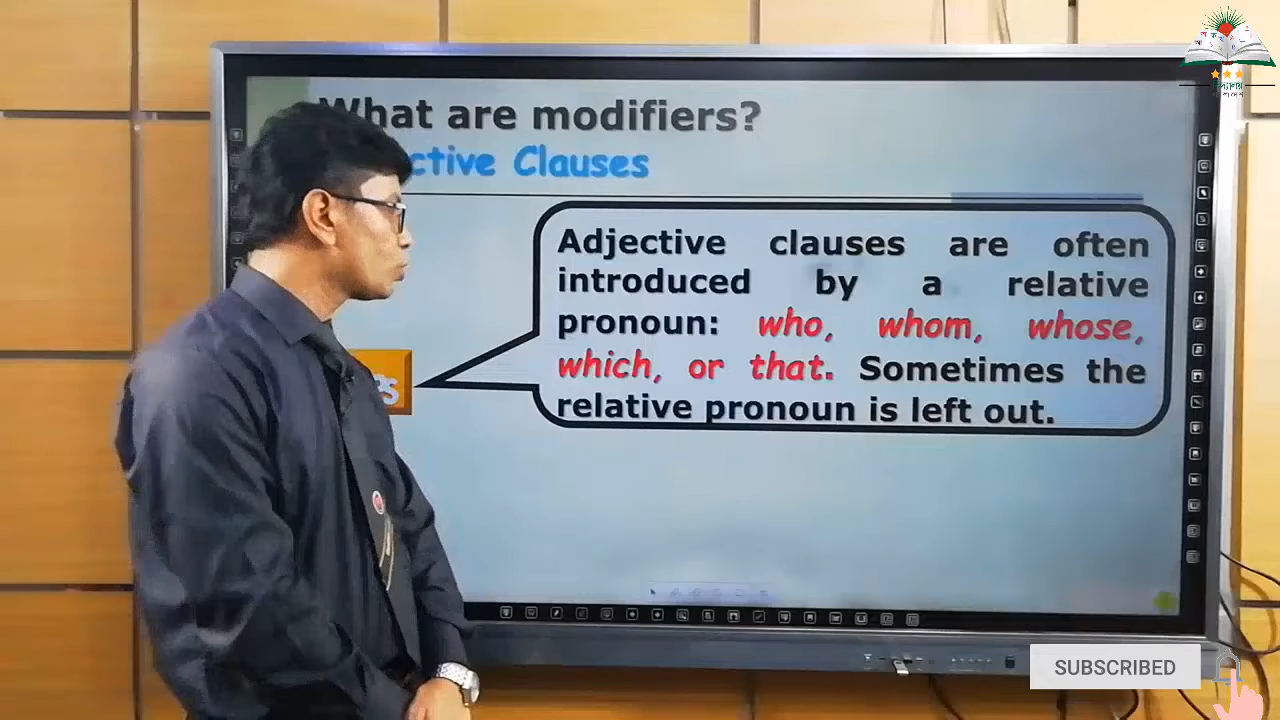 What are modifiers?
ctive Clauses
Adjective clauses are often
introduced by a relative
pronoun: who, whom, whose,
which, or that. Sometimes the
relative pronoun is left out.
SUBSCRIBED